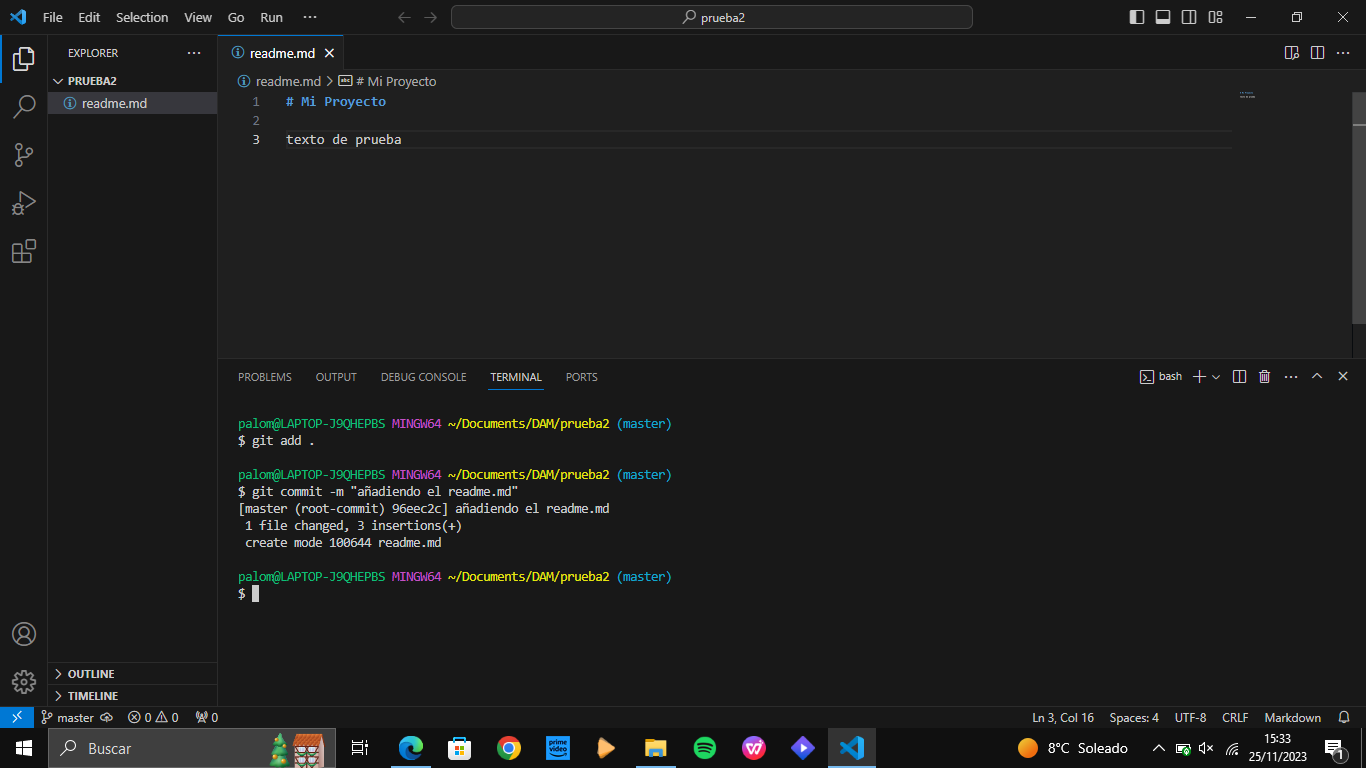 File Edit Selection View Go Run ···
prueba2
EXPLORER ···
PRUEBA2
readme.md
readme.md
readme.md > # Mi Proyecto
1 # Mi Proyecto
2
3 texto de prueba
PROBLEMS OUTPUT DEBUG CONSOLE TERMINAL PORTS
bash
palom@LAPTOP-J9QHEPBS MINGW64 ~/Documents/DAM/prueba2 (master)
$ git add .
palom@LAPTOP-J9QHEPBS MINGW64 ~/Documents/DAM/prueba2 (master)
$ git commit -m "añadiendo el readme.md"
[master (root-commit) 96eec2c] añadiendo el readme.md
1 file changed, 3 insertions(+)
create mode 100644 readme.md
palom@LAPTOP-J9QHEPBS MINGW64 ~/Documents/DAM/prueba2 (master)
$
OUTLINE
TIMELINE
master 0 0 0 Ln 3, Col 16 Spaces: 4 UTF-8 CRLF Markdown
Buscar
prime video
8°C Soleado
15:33
25/11/2023
1